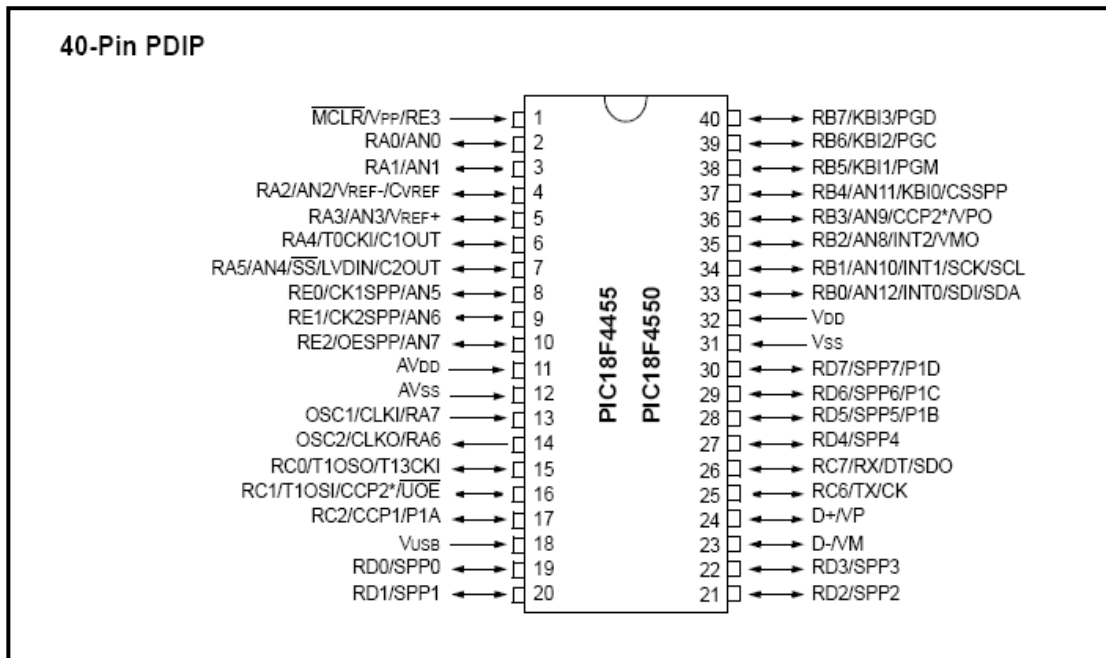 40-Pin PDIP
MCLR/VPP/RE3 1
RA0/AN0 2
RA1/AN1 3
RA2/AN2/VREF-/CVREF 4
RA3/AN3/VREF+ 5
RA4/T0CKI/C1OUT 6
RA5/AN4/SS/LVDIN/C2OUT 7
RE0/CK1SPP/AN5 8
RE1/CK2SPP/AN6 9
RE2/OESPP/AN7 10
AVDD 11
AVSS 12
OSC1/CLKI/RA7 13
OSC2/CLKO/RA6 14
RC0/T1OSO/T13CKI 15
RC1/T1OSI/CCP2*/UOE 16
RC2/CCP1/P1A 17
VUSB 18
RD0/SPP0 19
RD1/SPP1 20
PIC18F4455
PIC18F4550
40 RB7/KBI3/PGD
39 RB6/KBI2/PGC
38 RB5/KBI1/PGM
37 RB4/AN11/KBI0/CSSPP
36 RB3/AN9/CCP2*/VPO
35 RB2/AN8/INT2/VMO
34 RB1/AN10/INT1/SCK/SCL
33 RB0/AN12/INT0/SDI/SDA
32 VDD
31 VSS
30 RD7/SPP7/P1D
29 RD6/SPP6/P1C
28 RD5/SPP5/P1B
27 RD4/SPP4
26 RC7/RX/DT/SDO
25 RC6/TX/CK
24 D+/VP
23 D-/VM
22 RD3/SPP3
21 RD2/SPP2